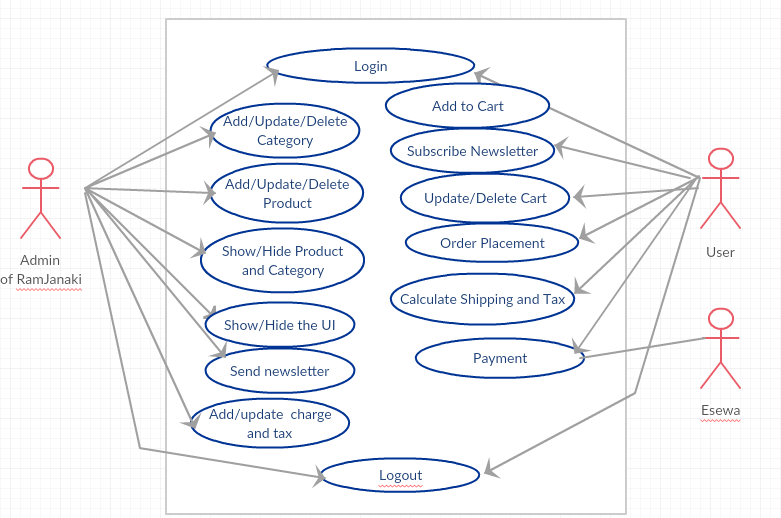 Login
Add to Cart
Add/Update/Delete
Category
Subscribe Newsletter
Add/Update/Delete
Product
Update/Delete Cart
Order Placement
Show/Hide Product
and Category
Admin
of RamJanaki
User
Calculate Shipping and Tax
Show/Hide the UI
Payment
Send newsletter
Esewa
Add/update charge
and tax
Logout